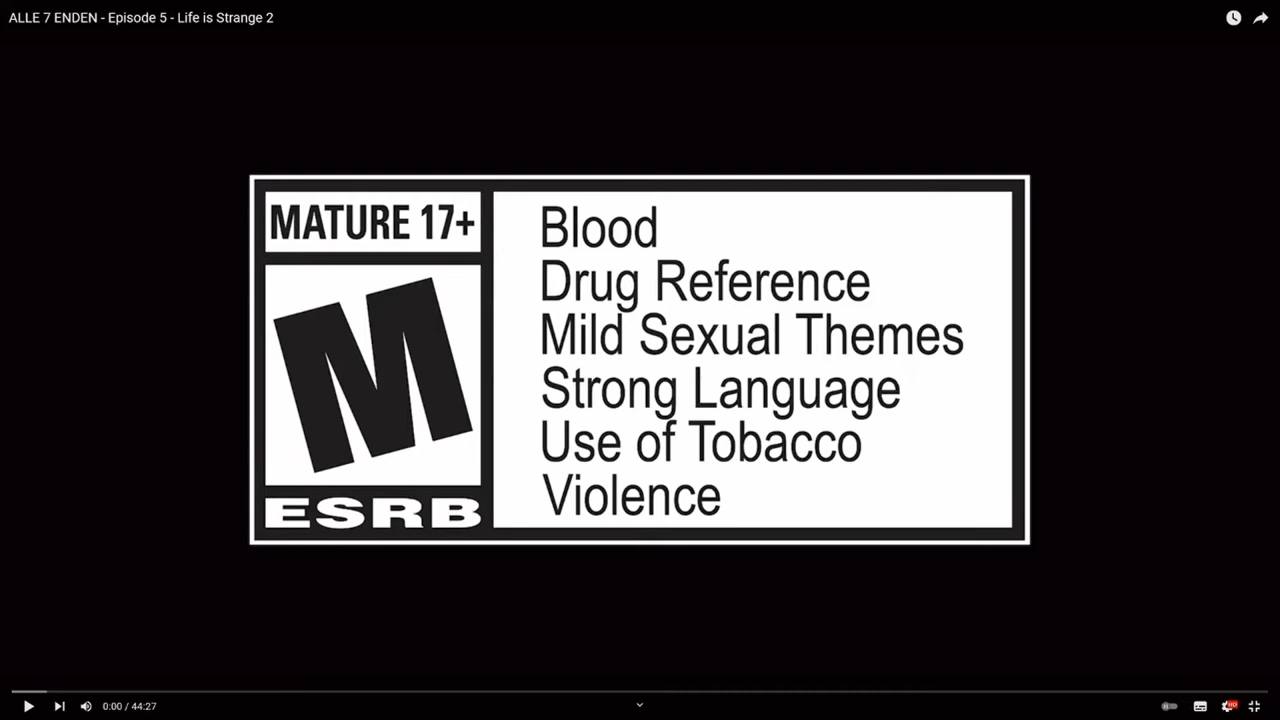 ALLE 7 ENDEN - Episode 5 - Life is Strange 2
MATURE 17+
M
ESRB
Blood
Drug Reference
Mild Sexual Themes
Strong Language
Use of Tobacco
Violence
0:00 / 44:27
HD